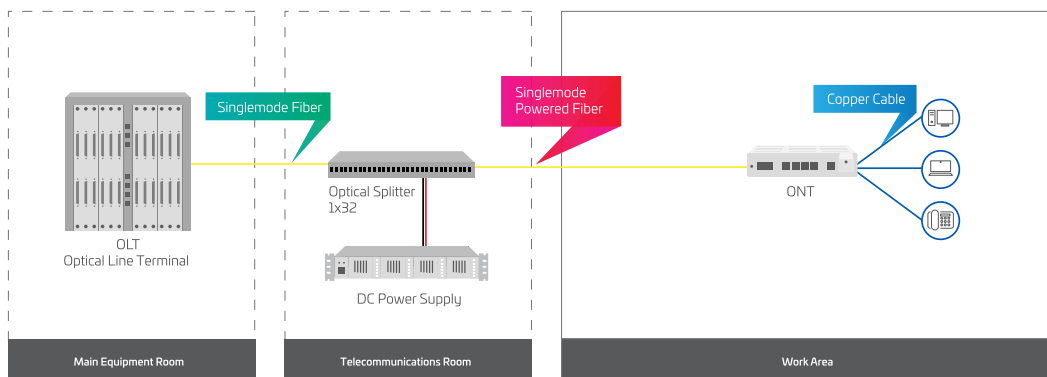 Singlemode Fiber
Singlemode
Powered Fiber
Copper Cable
OLT
Optical Line Terminal
Optical Splitter
1x32
DC Power Supply
ONT
Main Equipment Room
Telecommunications Room
Work Area